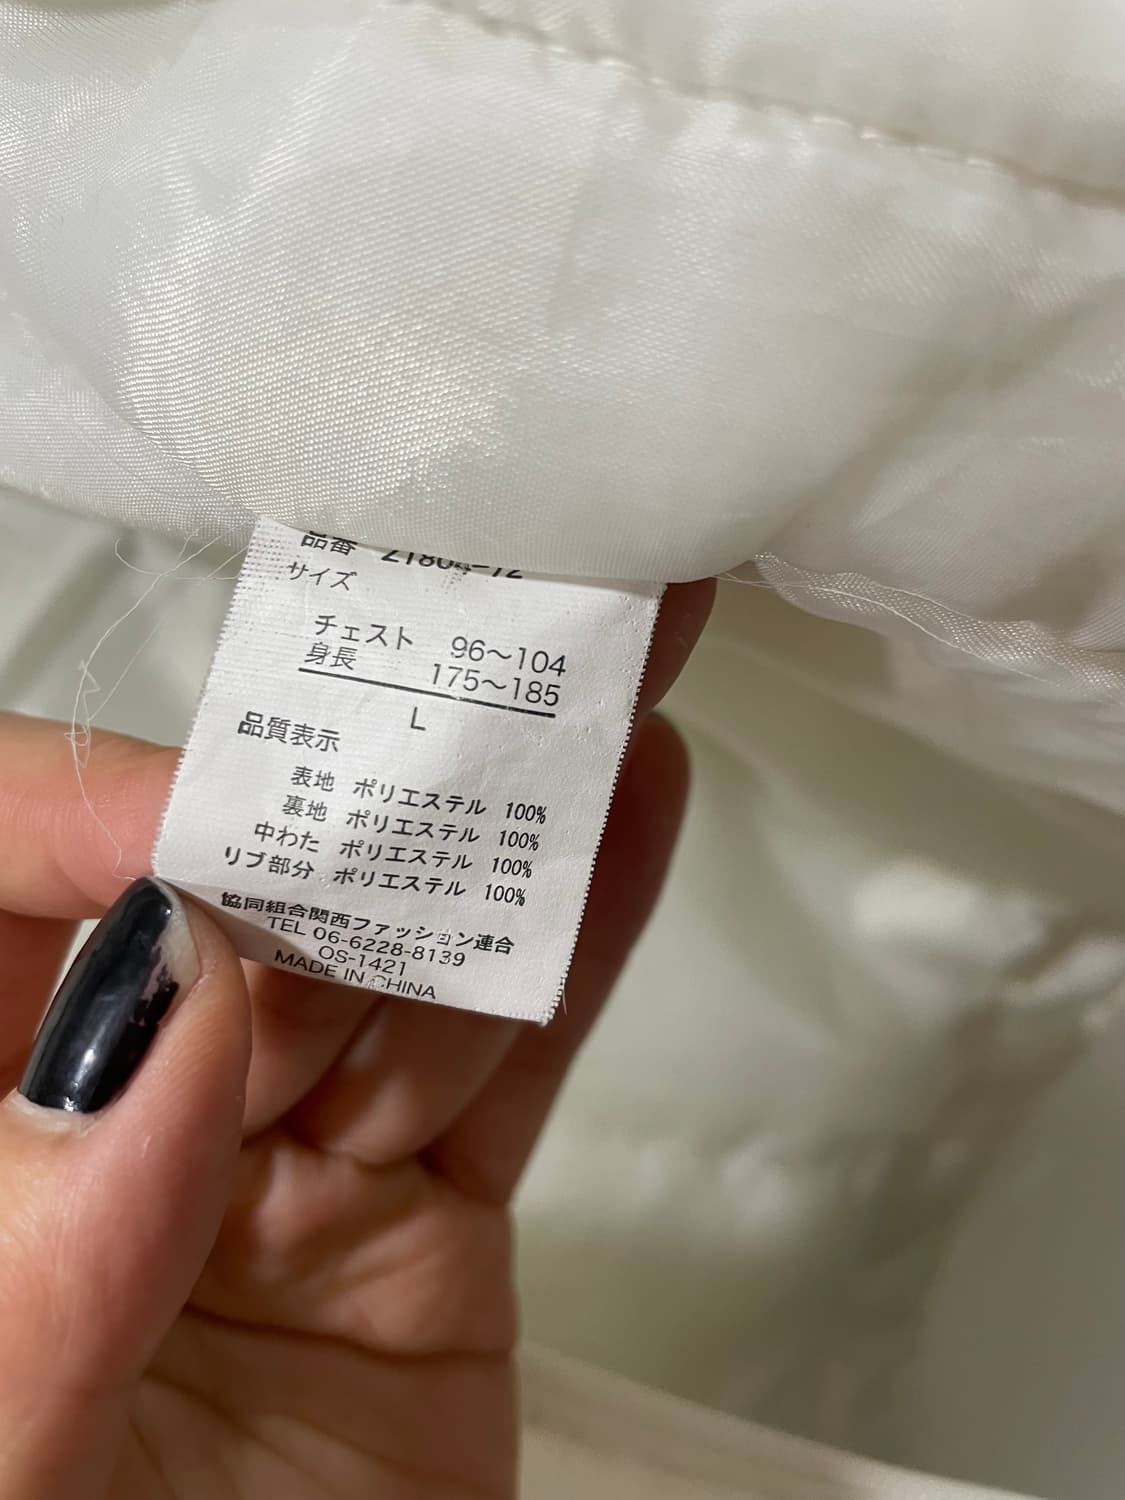 品番 21804-12
サイズ
チェスト 96～104
身長 175～185
L
品質表示
表地 ポリエステル 100%
裏地 ポリエステル 100%
中わた ポリエステル 100%
リブ部分 ポリエステル 100%
協同組合関西ファッション連合
TEL 06-6228-8139
OS-1421
MADE IN CHINA